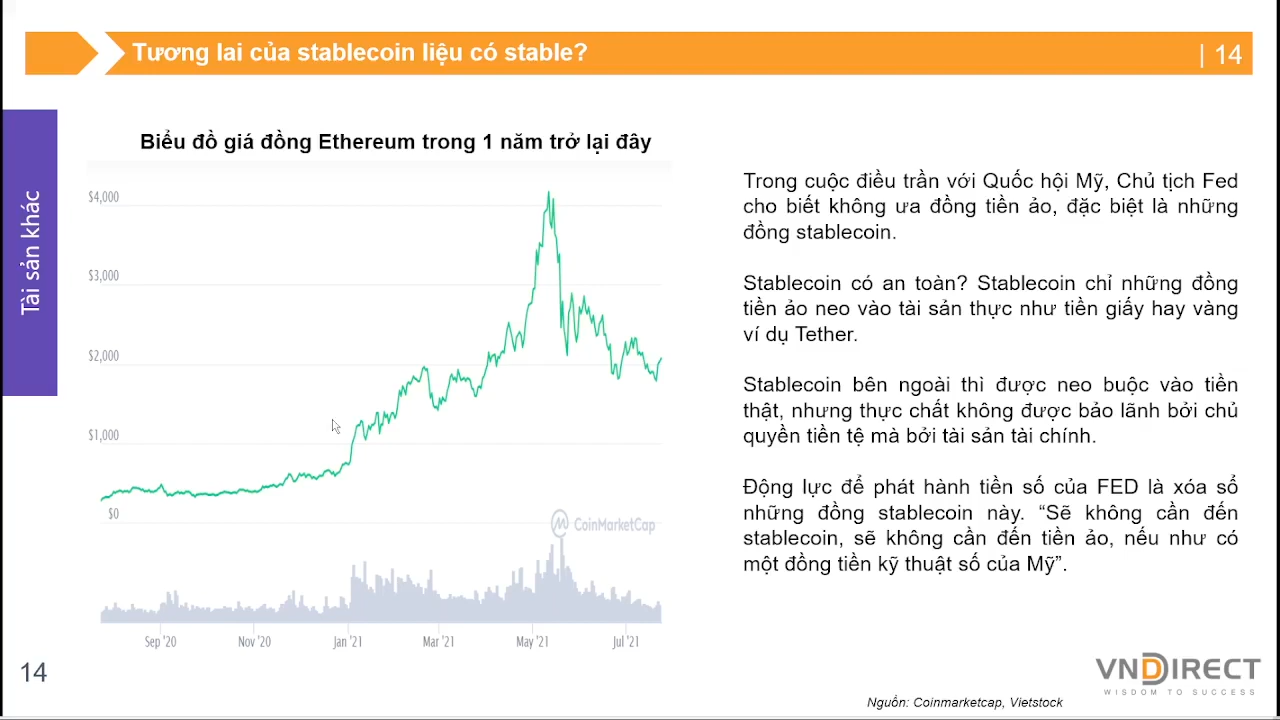 Tương lai của stablecoin liệu có stable?
| 14
Tài sản khác
Biểu đồ giá đồng Ethereum trong 1 năm trở lại đây
$4,000
$3,000
$2,000
$1,000
$0
CoinMarketCap
Sep '20
Nov '20
Jan '21
Mar '21
May '21
Jul '21
Trong cuộc điều trần với Quốc hội Mỹ, Chủ tịch Fed
cho biết không ưa đồng tiền ảo, đặc biệt là những
đồng stablecoin.
Stablecoin có an toàn? Stablecoin chỉ những đồng
tiền ảo neo vào tài sản thực như tiền giấy hay vàng
ví dụ Tether.
Stablecoin bên ngoài thì được neo buộc vào tiền
thật, nhưng thực chất không được bảo lãnh bởi chủ
quyền tiền tệ mà bởi tài sản tài chính.
Động lực để phát hành tiền số của FED là xóa sổ
những đồng stablecoin này. “Sẽ không cần đến
stablecoin, sẽ không cần đến tiền ảo, nếu như có
một đồng tiền kỹ thuật số của Mỹ”.
14
VNDIRECT
WISDOM TO SUCCESS
Nguồn: Coinmarketcap, Vietstock